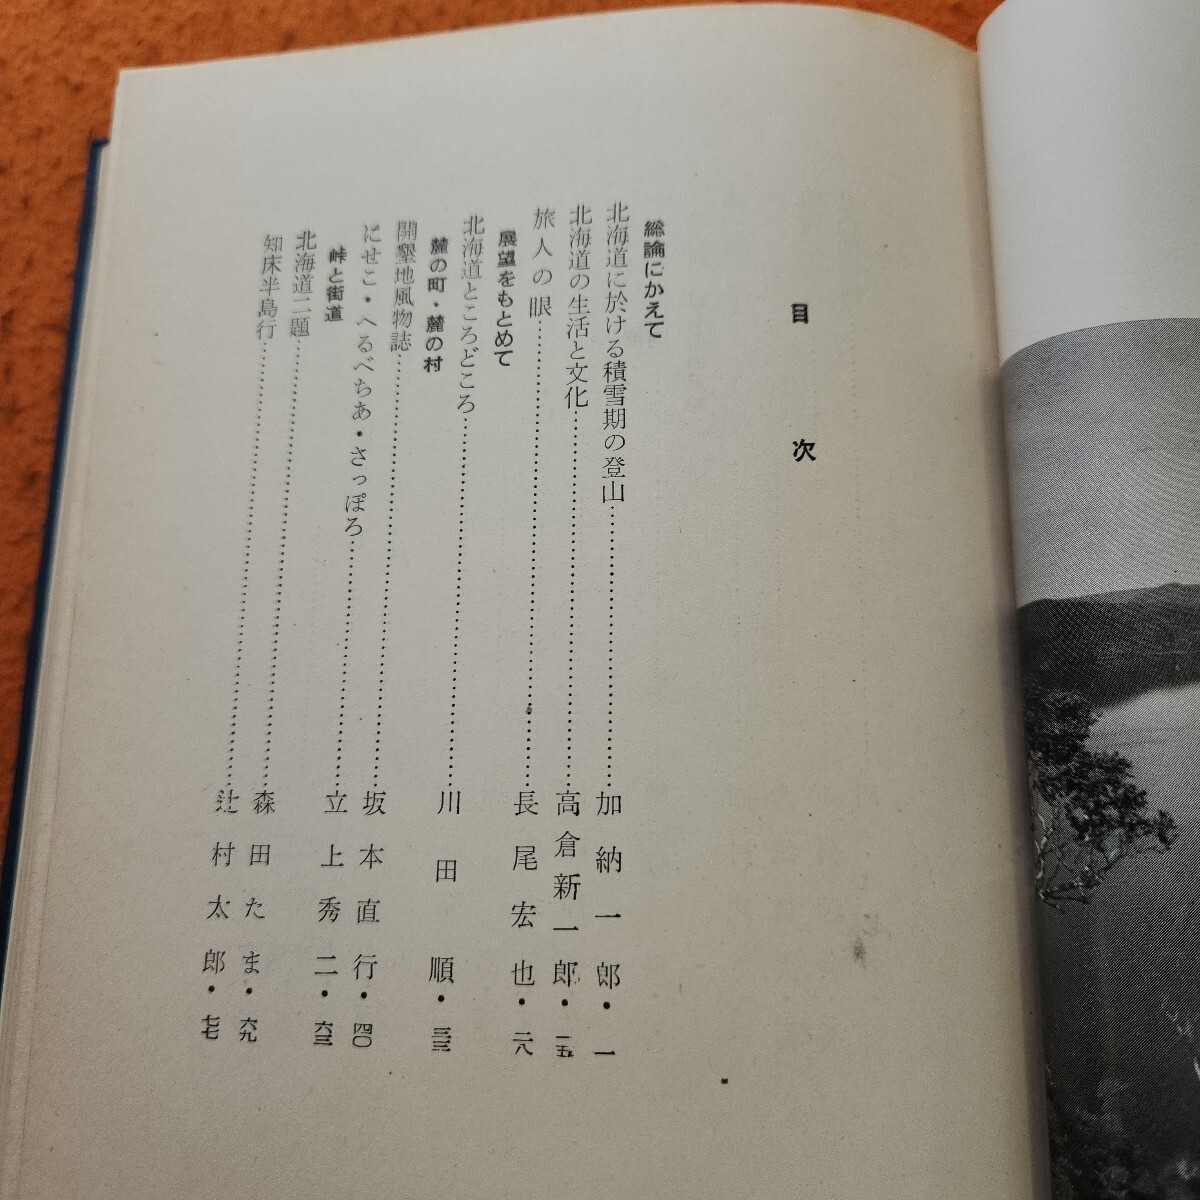 目次
総論にかえて
北海道に於ける積雪期の登山……加納一郎・一
北海道の生活と文化……高倉新一郎・一五
旅人の眼……長尾宏也・二八
展望をもとめて
北海道ところどころ……川田順・三三
麓の町・麓の村
開墾地風物誌……坂本直行・四〇
にせこ・へるべちあ・さっぽろ……立上秀二・六三
峠と街道
北海道二題……森田たま・六九
知床半島行……辻村太郎・七七